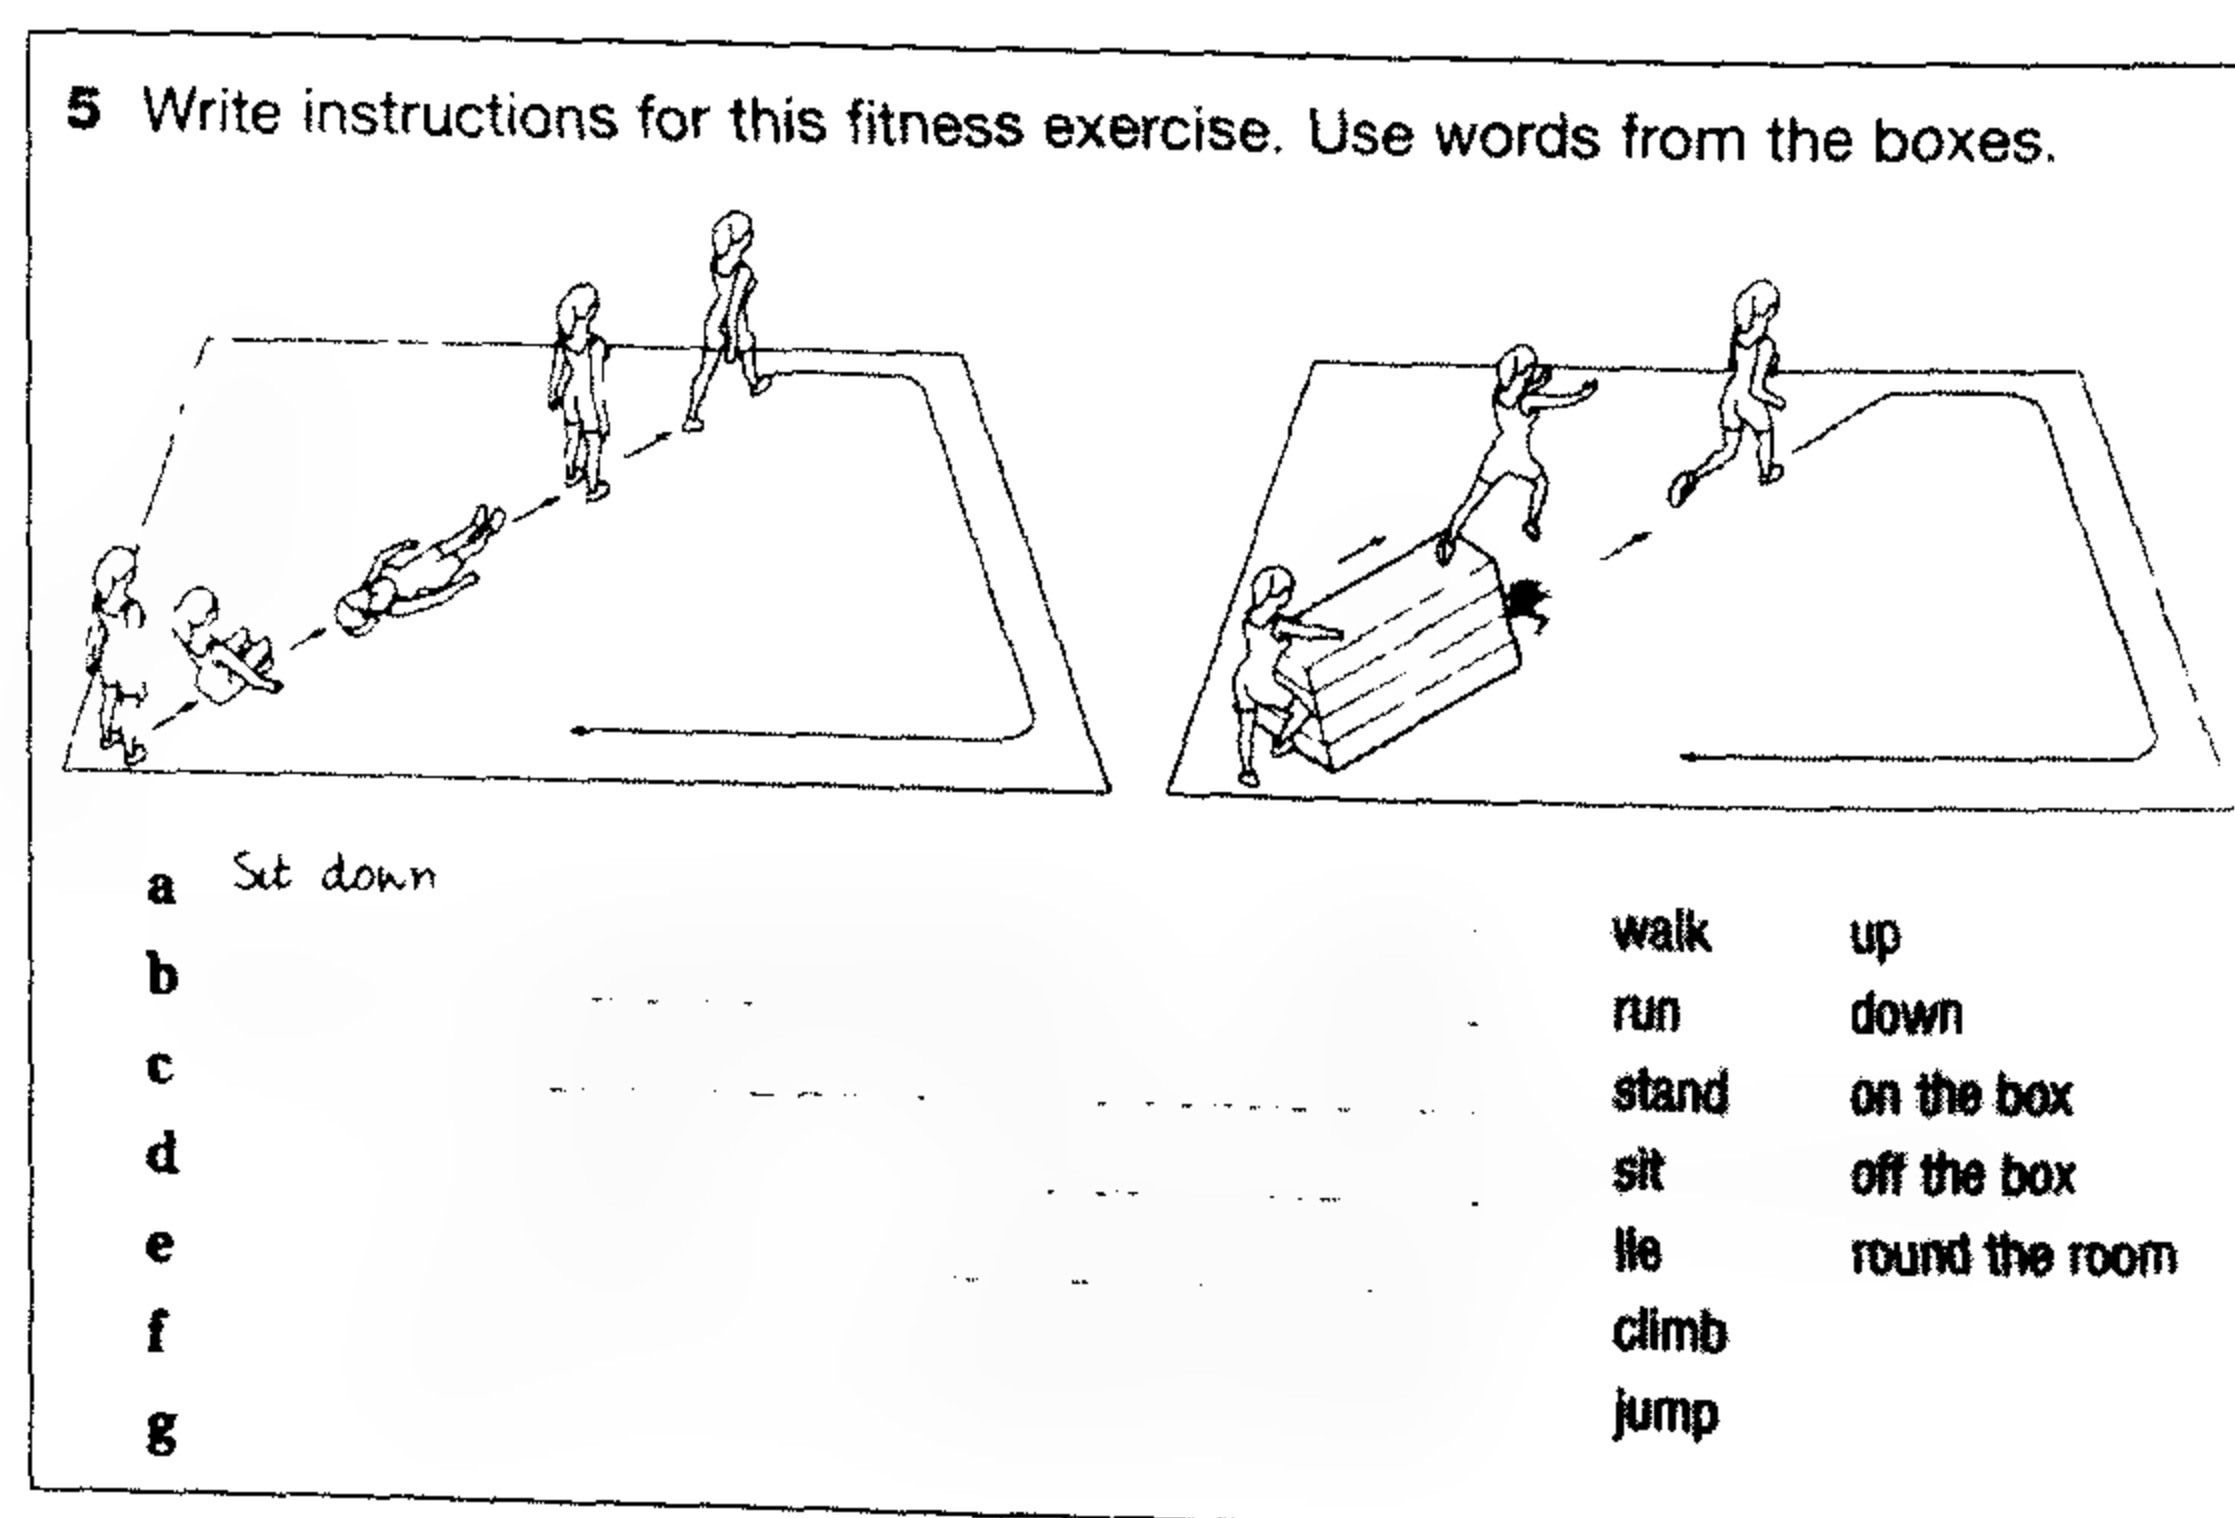 5 Write instructions for this fitness exercise. Use words from the boxes.
a Sit down
b
c
d
e
f
g
walk up
run down
stand on the box
sit off the box
lie round the room
climb
jump